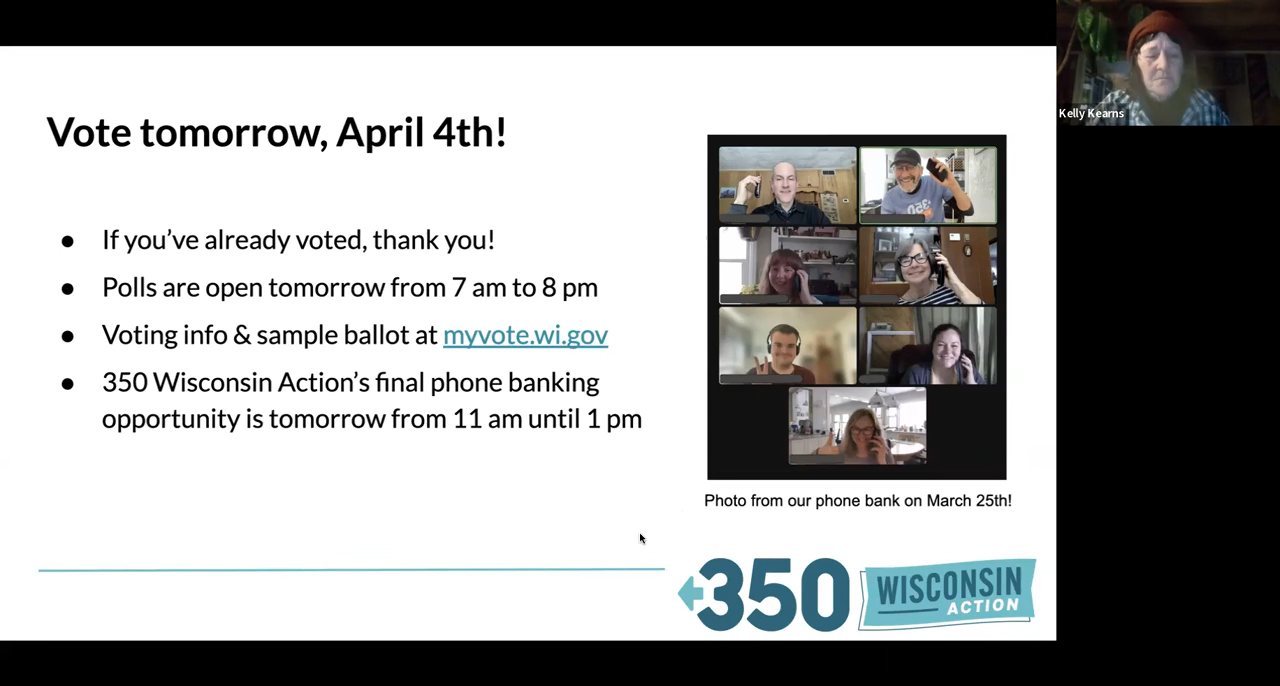 Vote tomorrow, April 4th!
● If you’ve already voted, thank you!
● Polls are open tomorrow from 7 am to 8 pm
● Voting info & sample ballot at myvote.wi.gov
● 350 Wisconsin Action’s final phone banking
opportunity is tomorrow from 11 am until 1 pm
Photo from our phone bank on March 25th!
350 WISCONSIN
ACTION
Kelly Kearns
350